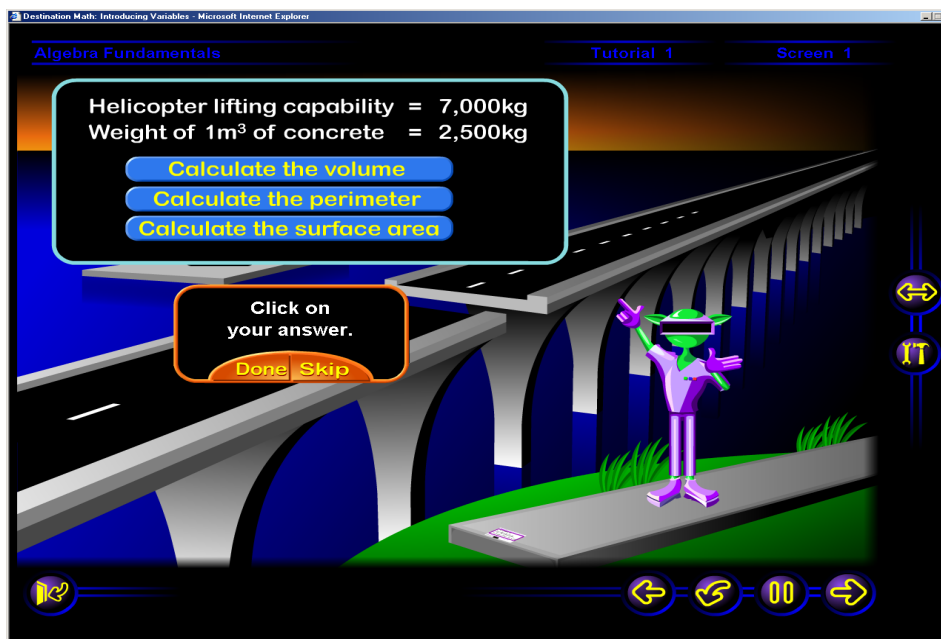 Destination Math: Introducing Variables - Microsoft Internet Explorer
Algebra Fundamentals Tutorial 1 Screen 1
Helicopter lifting capability = 7,000kg
Weight of 1m³ of concrete = 2,500kg
Calculate the volume
Calculate the perimeter
Calculate the surface area
Click on
your answer.
Done Skip